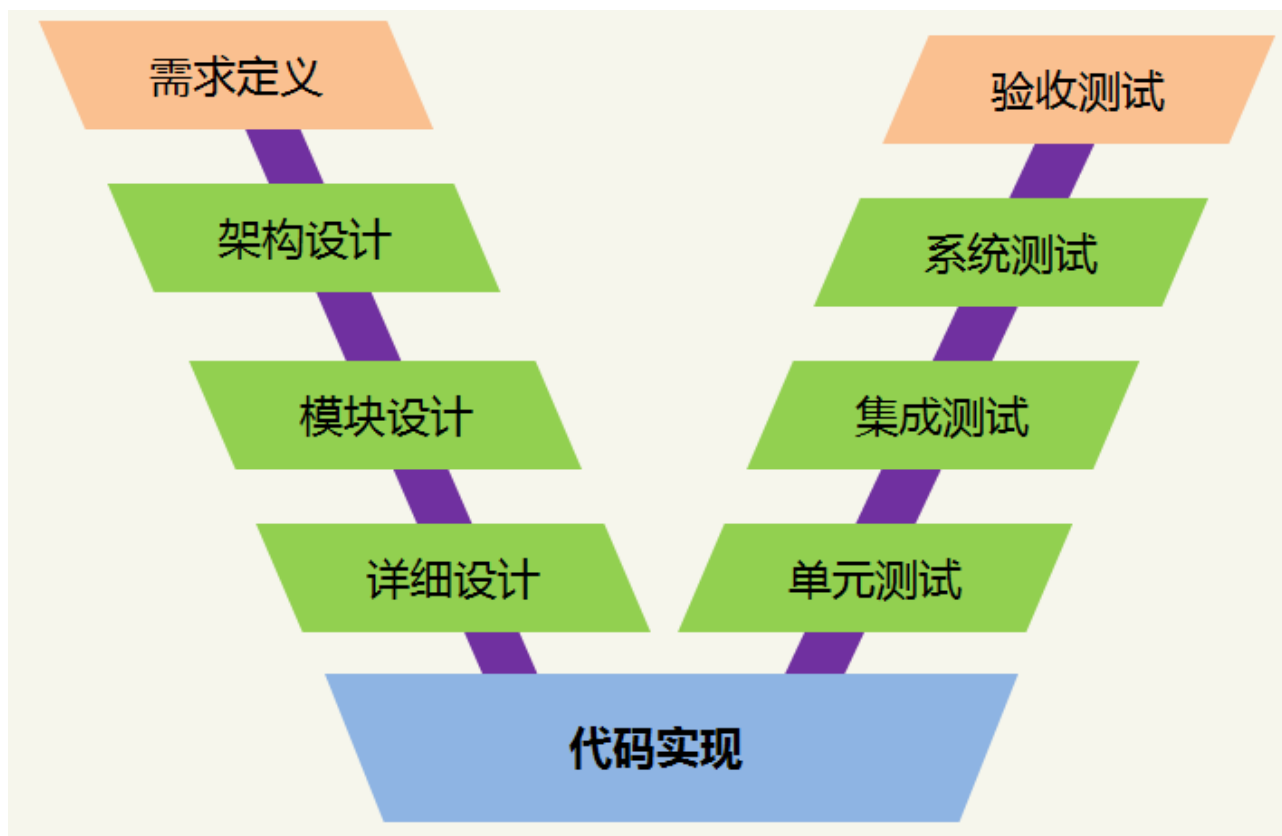 需求定义
验收测试
架构设计
系统测试
模块设计
集成测试
详细设计
单元测试
代码实现